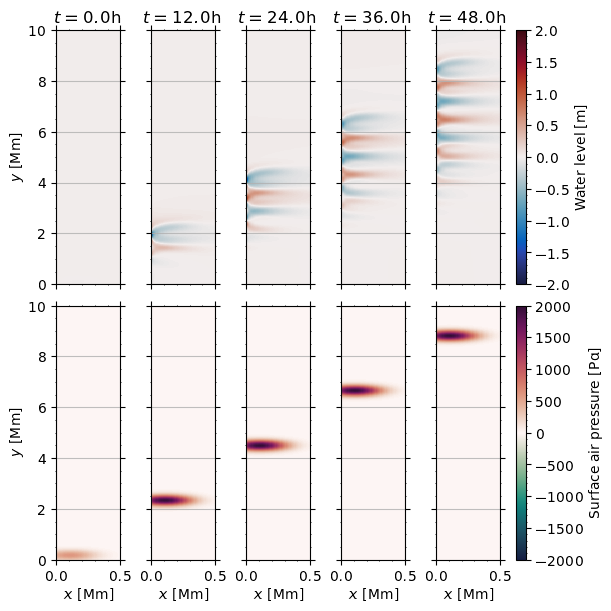 t = 0.0h
t = 12.0h
t = 24.0h
t = 36.0h
t = 48.0h
10
8
6
4
2
0
y [Mm]
2.0
1.5
1.0
0.5
0.0
−0.5
−1.0
−1.5
−2.0
Water level [m]
10
8
6
4
2
0
y [Mm]
0.0
0.5
0.0
0.5
0.0
0.5
0.0
0.5
0.0
0.5
x [Mm]
x [Mm]
x [Mm]
x [Mm]
x [Mm]
2000
1500
1000
500
0
−500
−1000
−1500
−2000
Surface air pressure [Pa]